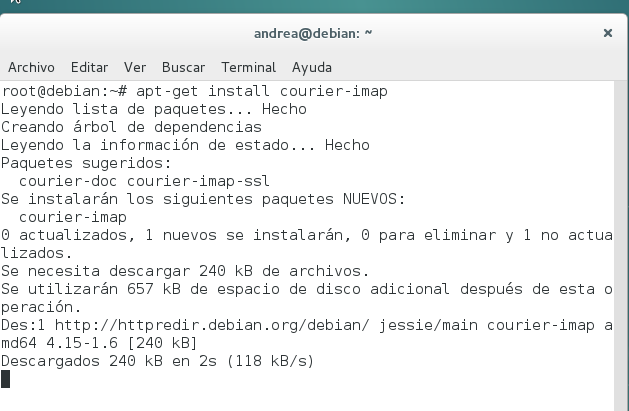 andrea@debian: ~
×
Archivo Editar Ver Buscar Terminal Ayuda
root@debian:~# apt-get install courier-imap
Leyendo lista de paquetes... Hecho
Creando árbol de dependencias
Leyendo la información de estado... Hecho
Paquetes sugeridos:
  courier-doc courier-imap-ssl
Se instalarán los siguientes paquetes NUEVOS:
  courier-imap
0 actualizados, 1 nuevos se instalarán, 0 para eliminar y 1 no actua
lizados.
Se necesita descargar 240 kB de archivos.
Se utilizarán 657 kB de espacio de disco adicional después de esta o
peración.
Des:1 http://httpredir.debian.org/debian/ jessie/main courier-imap a
md64 4.15-1.6 [240 kB]
Descargados 240 kB en 2s (118 kB/s)